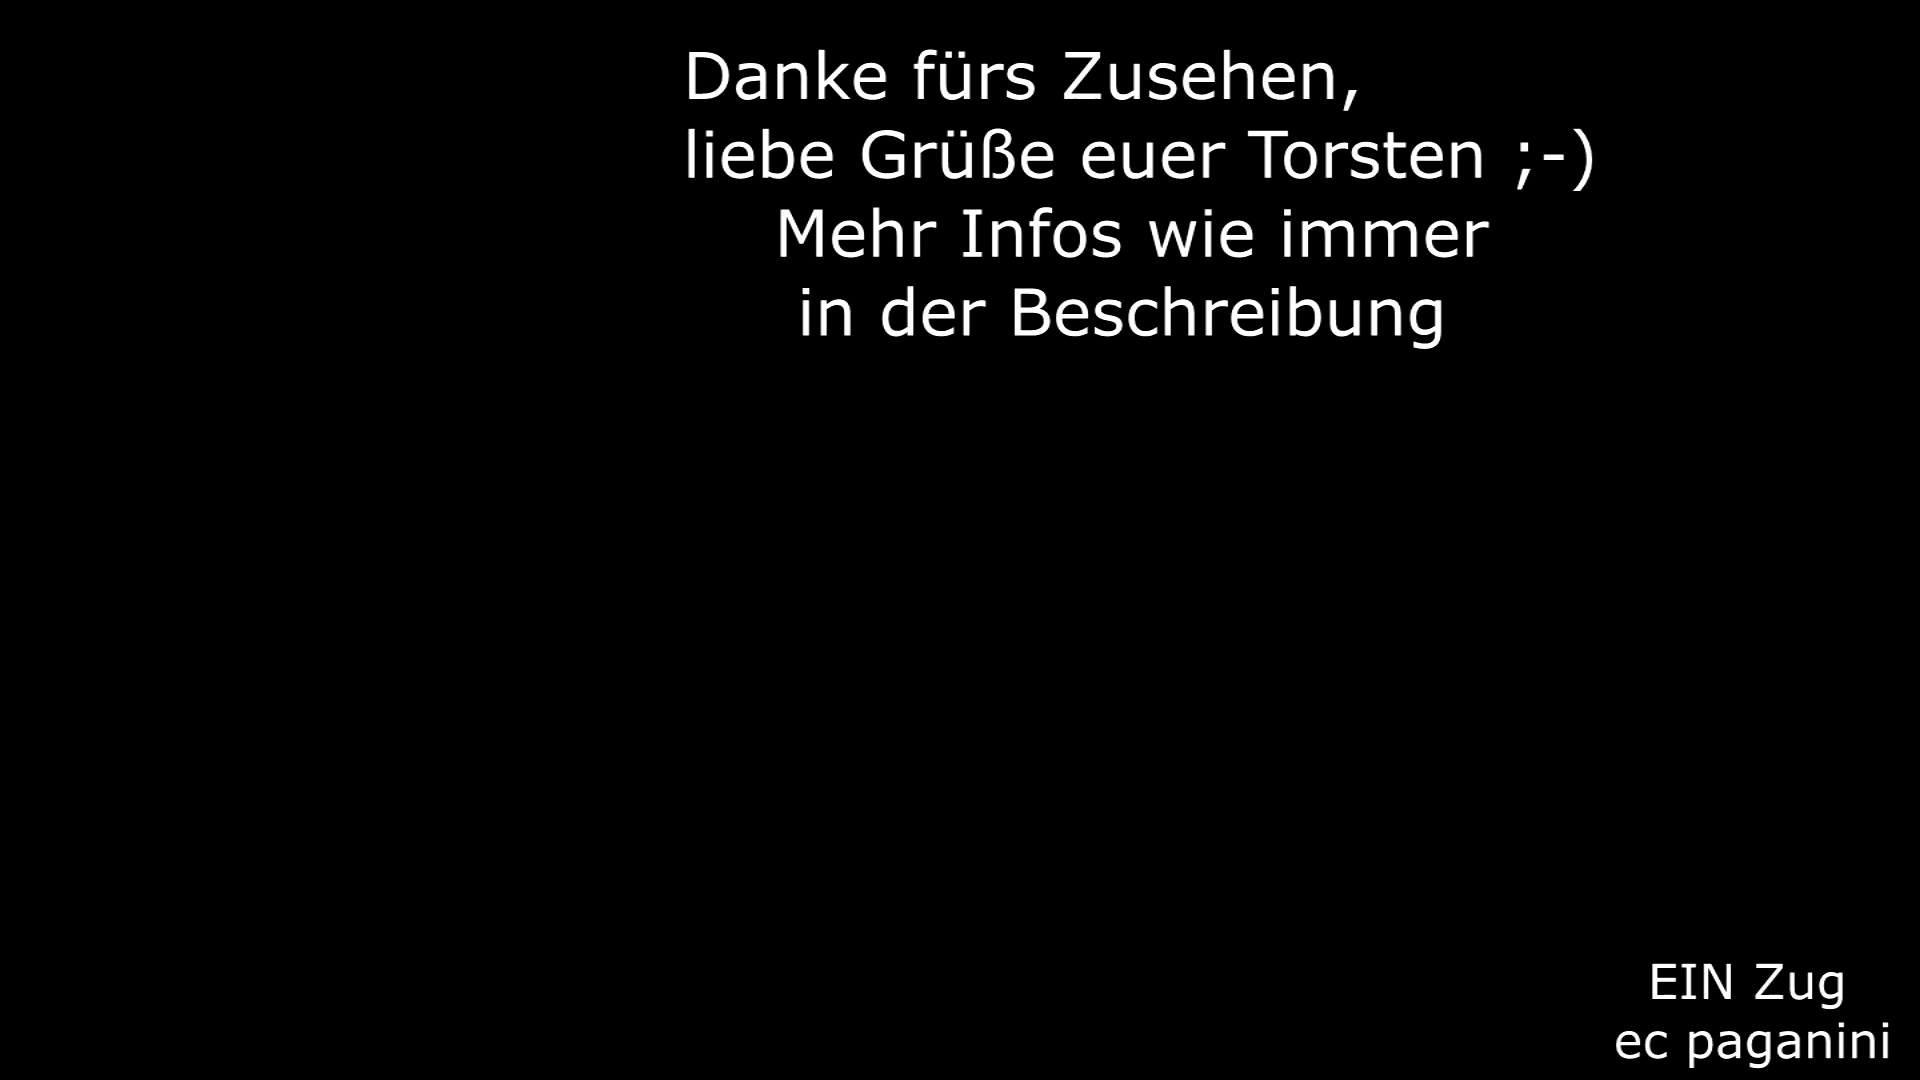 Danke fürs Zusehen,
liebe Grüße euer Torsten ;-)
Mehr Infos wie immer
in der Beschreibung
EIN Zug
ec paganini